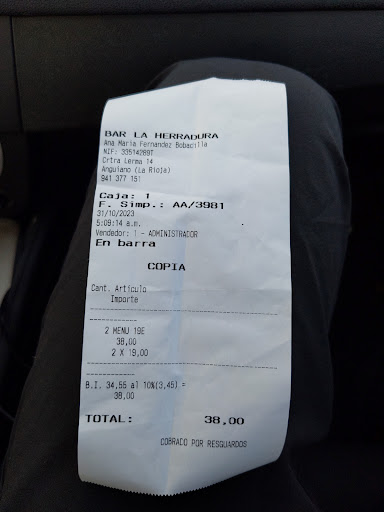 BAR LA HERRADURA
Ana Maria Fernandez Bobadilla
NIF: 33514289T
Crtra Lerma 14
Anguiano (La Rioja)
941 377 151
Caja: 1
F. Simp.: AA/3981
31/10/2023
5:09:14 a.m.
Vendedor: 1 - ADMINISTRADOR
En barra
COPIA
Cant. Artículo
Importe
2 MENU 19E
38,00
2 X 19,00
B.I. 34,55 al 10%(3,45) =
38,00
TOTAL: 38,00
COBRADO POR RESGUARDOS